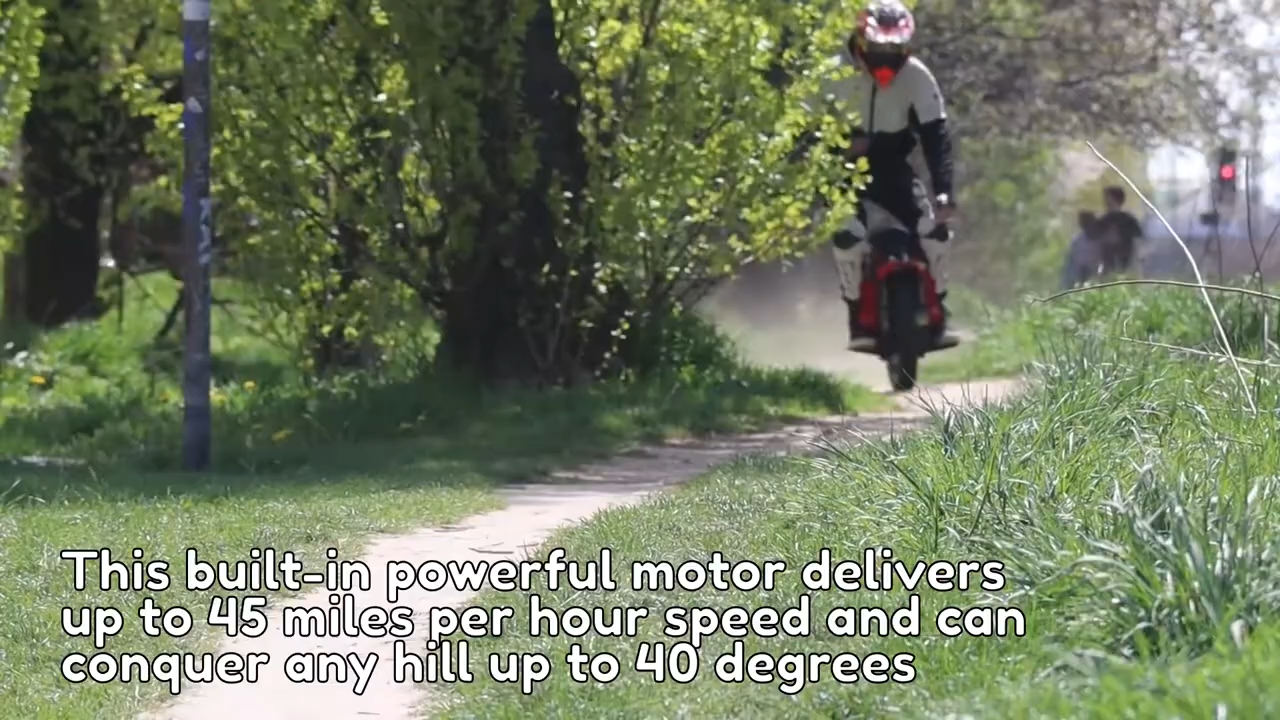 This built-in powerful motor delivers
up to 45 miles per hour speed and can
conquer any hill up to 40 degrees